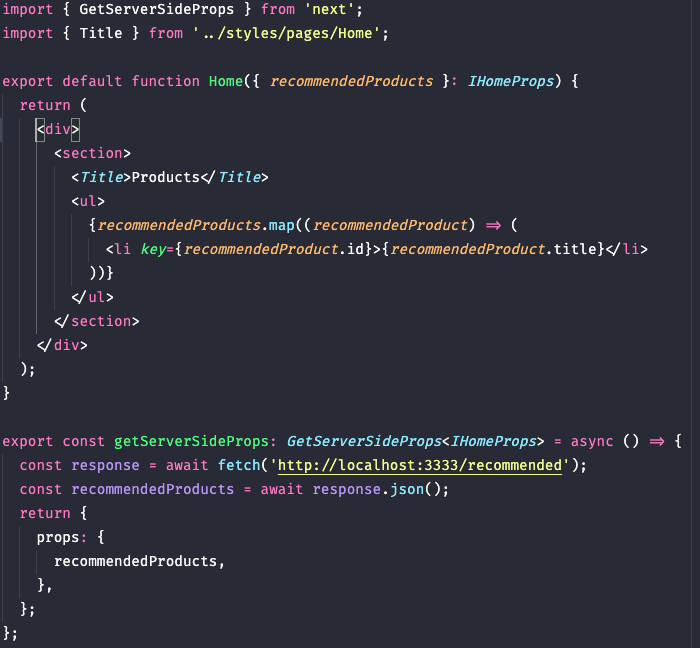 import { GetServerSideProps } from 'next';
import { Title } from '../styles/pages/Home';
export default function Home({ recommendedProducts }: IHomeProps) {
  return (
    <div>
      <section>
        <Title>Products</Title>
        <ul>
          {recommendedProducts.map((recommendedProduct) => (
            <li key={recommendedProduct.id}>{recommendedProduct.title}</li>
          ))}
        </ul>
      </section>
    </div>
  );
}
export const getServerSideProps: GetServerSideProps<IHomeProps> = async () => {
  const response = await fetch('http://localhost:3333/recommended');
  const recommendedProducts = await response.json();
  return {
    props: {
      recommendedProducts,
    },
  };
};